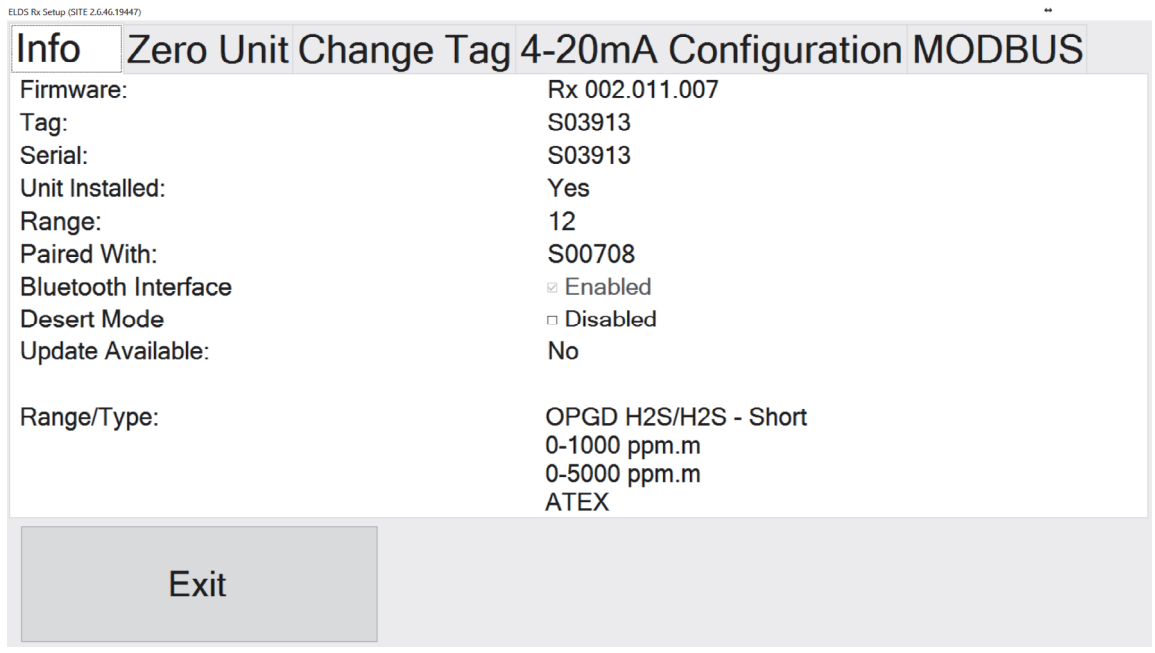 ELDS Rx Setup (SITE 2.6.46.19447)
Info Zero Unit Change Tag 4-20mA Configuration MODBUS
Firmware: Rx 002.011.007
Tag: S03913
Serial: S03913
Unit Installed: Yes
Range: 12
Paired With: S00708
Bluetooth Interface Enabled
Desert Mode Disabled
Update Available: No
Range/Type: OPGD H2S/H2S - Short
0-1000 ppm.m
0-5000 ppm.m
ATEX
Exit